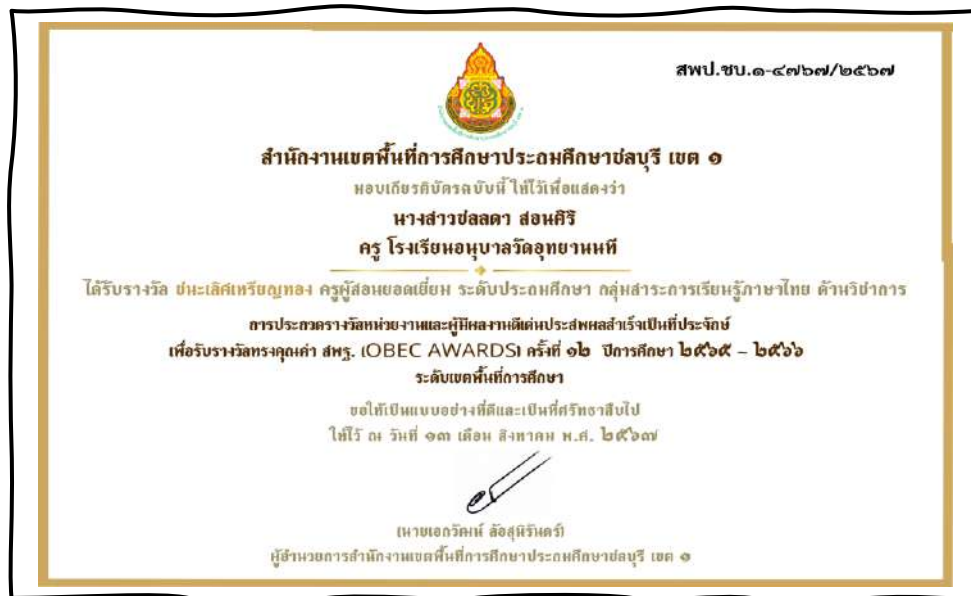 สพป.ชบ.๑-๔๗๖๗/๒๕๖๗
สำนักงานเขตพื้นที่การศึกษาประถมศึกษาชลบุรี เขต ๑
มอบเกียรติบัตรฉบับนี้ ให้ไว้เพื่อแสดงว่า
นางสาวชลลดา สอนศิริ
ครู โรงเรียนอนุบาลวัดอุทยานนที
ได้รับรางวัล ชนะเลิศเหรียญทอง ครูผู้สอนยอดเยี่ยม ระดับประถมศึกษา กลุ่มสาระการเรียนรู้ภาษาไทย ด้านวิชาการ
การประกวดรางวัลหน่วยงานและผู้มีผลงานดีเด่นประสพผลสำเร็จเป็นที่ประจักษ์
เพื่อรับรางวัลทรงคุณค่า สพฐ. (OBEC AWARDS) ครั้งที่ ๑๒ ปีการศึกษา ๒๕๖๕ – ๒๕๖๖
ระดับเขตพื้นที่การศึกษา
ขอให้เป็นแบบอย่างที่ดีและเป็นที่ศรัทธาสืบไป
ให้ไว้ ณ วันที่ ๑๓ เดือน สิงหาคม พ.ศ. ๒๕๖๗
(นายเอกวัฒน์ ล้อสุนิรันดร์)
ผู้อำนวยการสำนักงานเขตพื้นที่การศึกษาประถมศึกษาชลบุรี เขต ๑